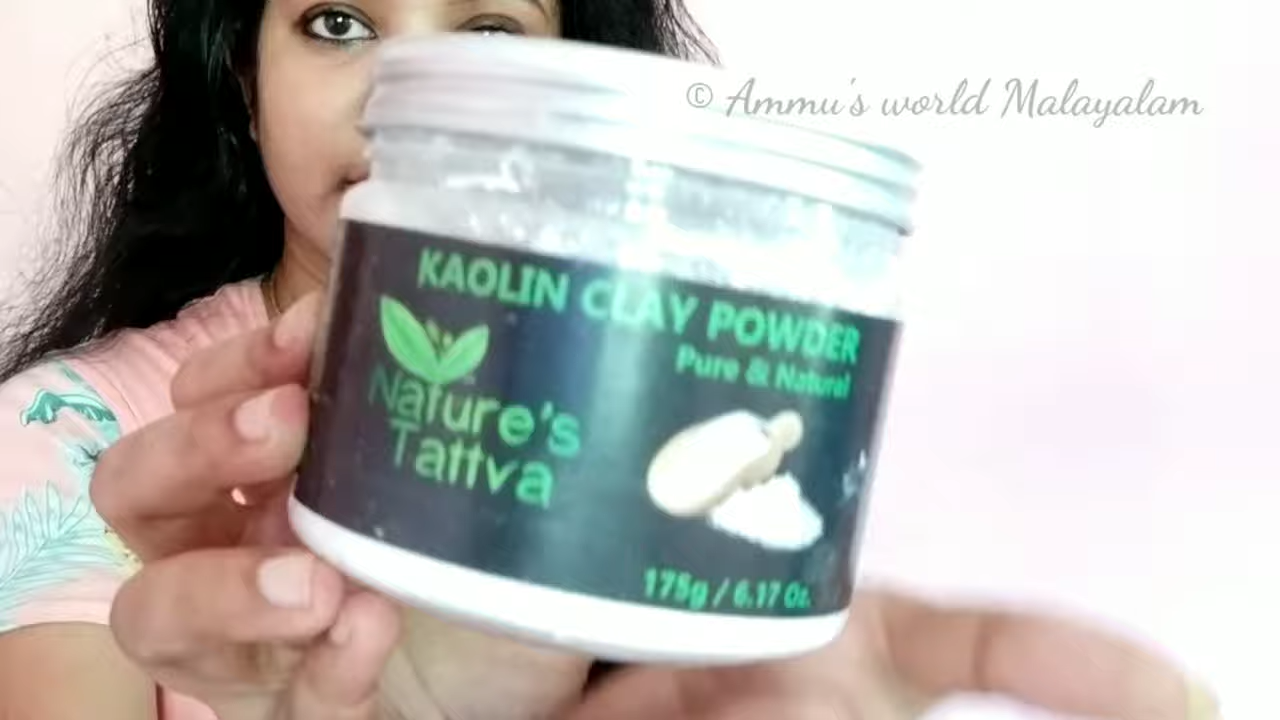 © Ammu's world Malayalam
KAOLIN CLAY POWDER
Pure & Natural
Nature's
Tattva
175g / 6.17 Oz.